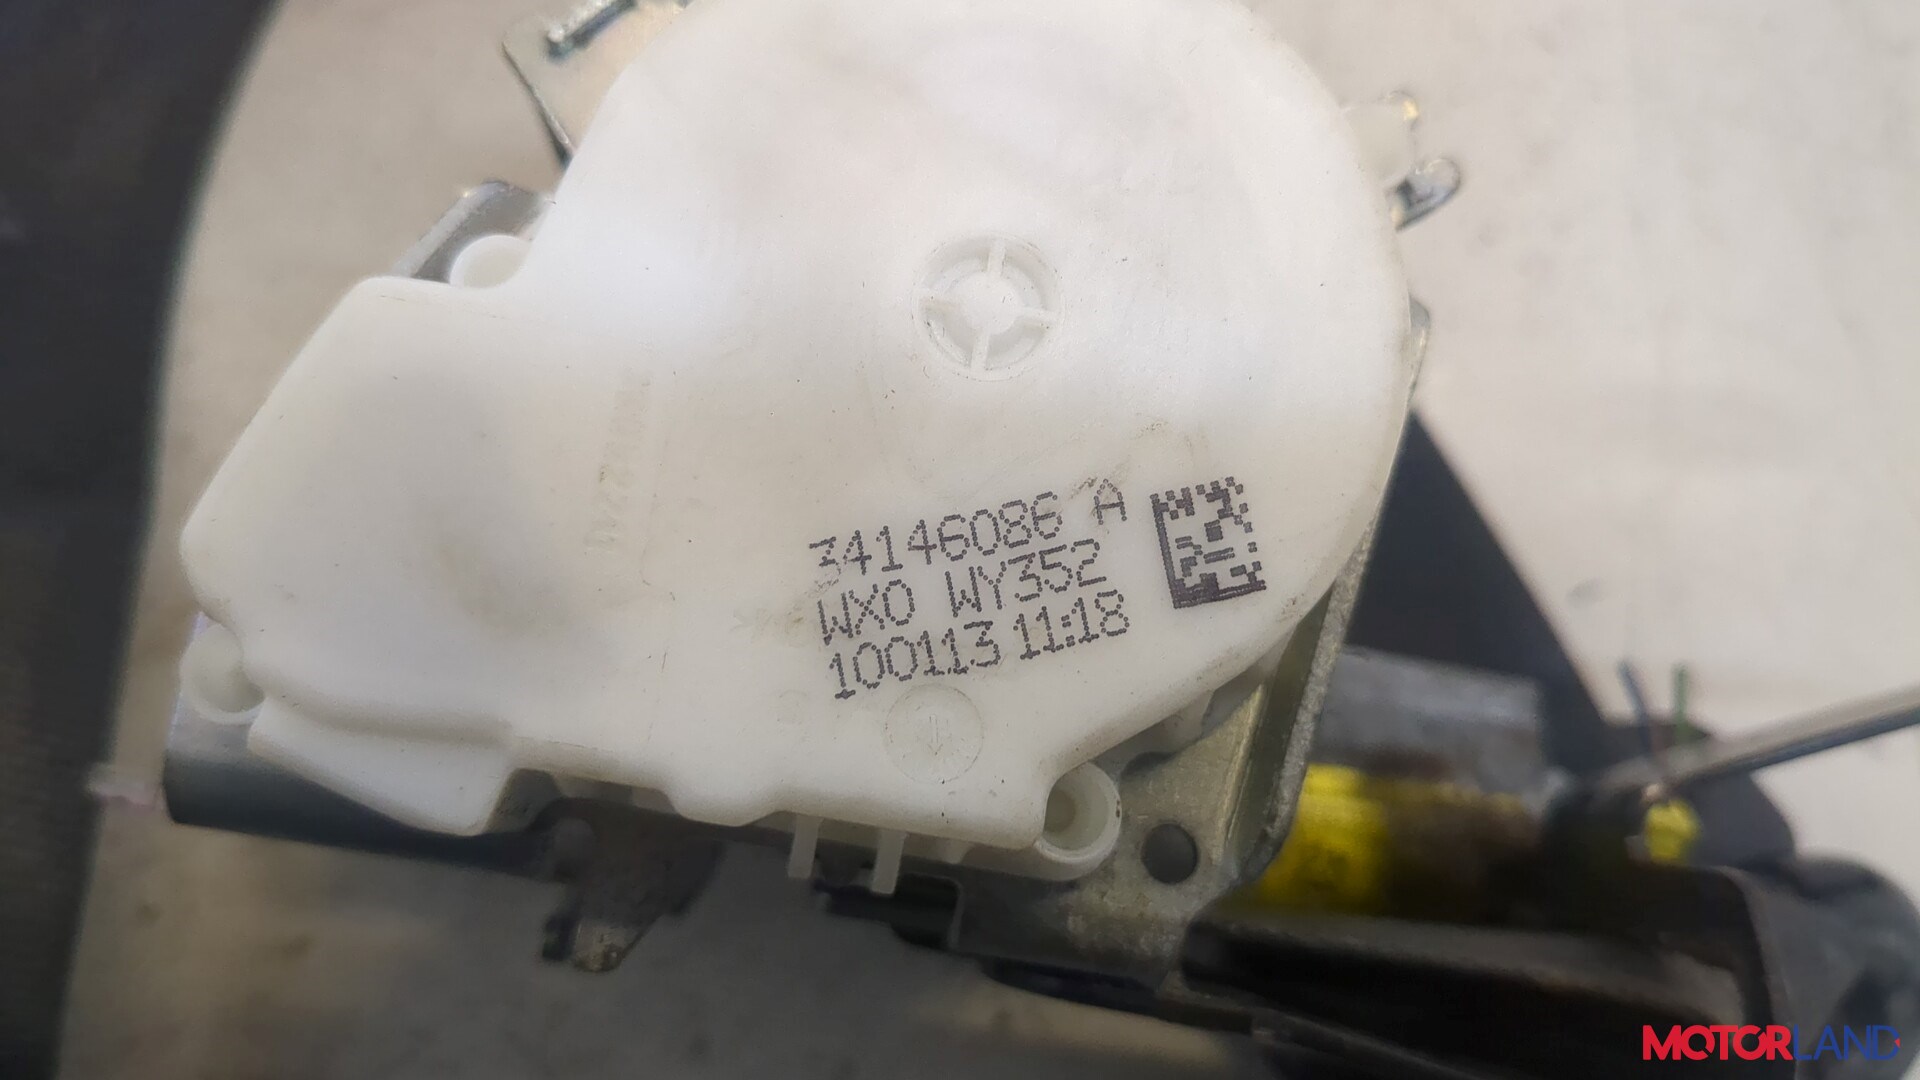 34146086 A
WX0 WY352
100113 11:18
MOTORLAND